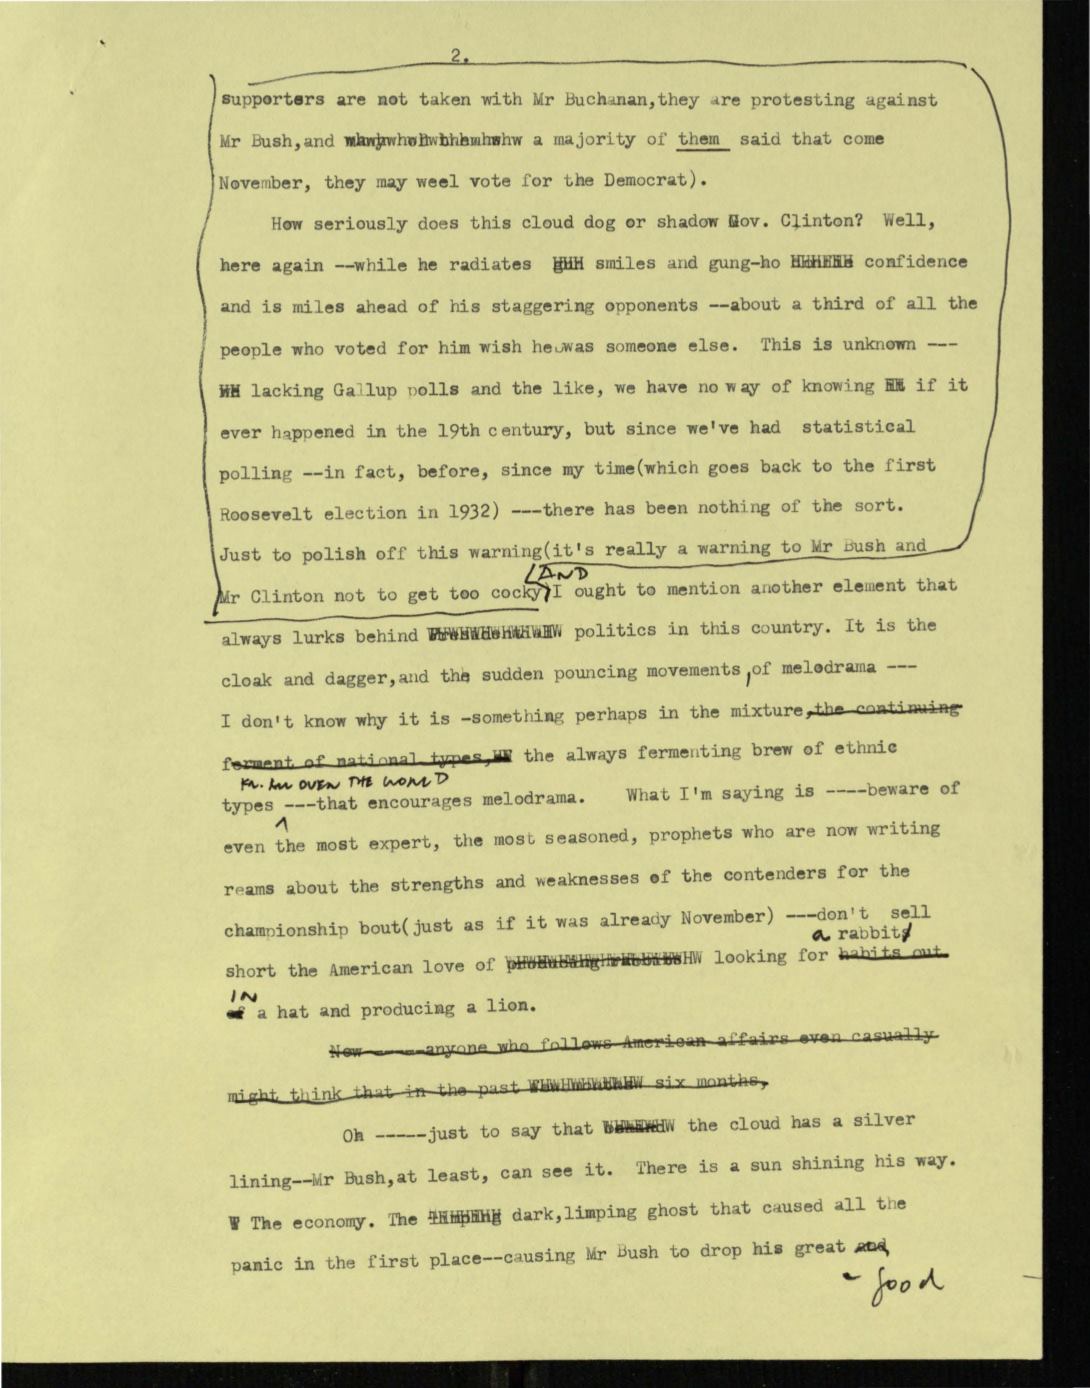 2.
supporters are not taken with Mr Buchanan,they are protesting against
Mr Bush,and a majority of them said that come
November, they may weel vote for the Democrat).
How seriously does this cloud dog or shadow Gov. Clinton? Well,
here again --while he radiates smiles and gung-ho confidence
and is miles ahead of his staggering opponents --about a third of all the
people who voted for him wish he was someone else. This is unknown ---
lacking Gallup polls and the like, we have no way of knowing if it
ever happened in the 19th century, but since we've had statistical
polling --in fact, before, since my time(which goes back to the first
Roosevelt election in 1932) ---there has been nothing of the sort.
Just to polish off this warning(it's really a warning to Mr Bush and
AND
Mr Clinton not to get too cocky)I ought to mention another element that
always lurks behind Presidential politics in this country. It is the
cloak and dagger,and the sudden pouncing movements,of melodrama ---
I don't know why it is -something perhaps in the mixture,the continuing
ferment of national types, the always fermenting brew of ethnic
OVER THE WORLD
types ---that encourages melodrama. What I'm saying is ----beware of
even the most expert, the most seasoned, prophets who are now writing
reams about the strengths and weaknesses of the contenders for the
championship bout(just as if it was already November) ---don't sell
a rabbits
short the American love of producing rabbits looking for habits out
IN
of a hat and producing a lion.
Now ----anyone who follows American affairs even casually
might think that in the past few months six months,
Oh -----just to say that behind the cloud has a silver
lining--Mr Bush,at least, can see it. There is a sun shining his way.
The economy. The limping dark,limping ghost that caused all the
panic in the first place--causing Mr Bush to drop his great and
- good